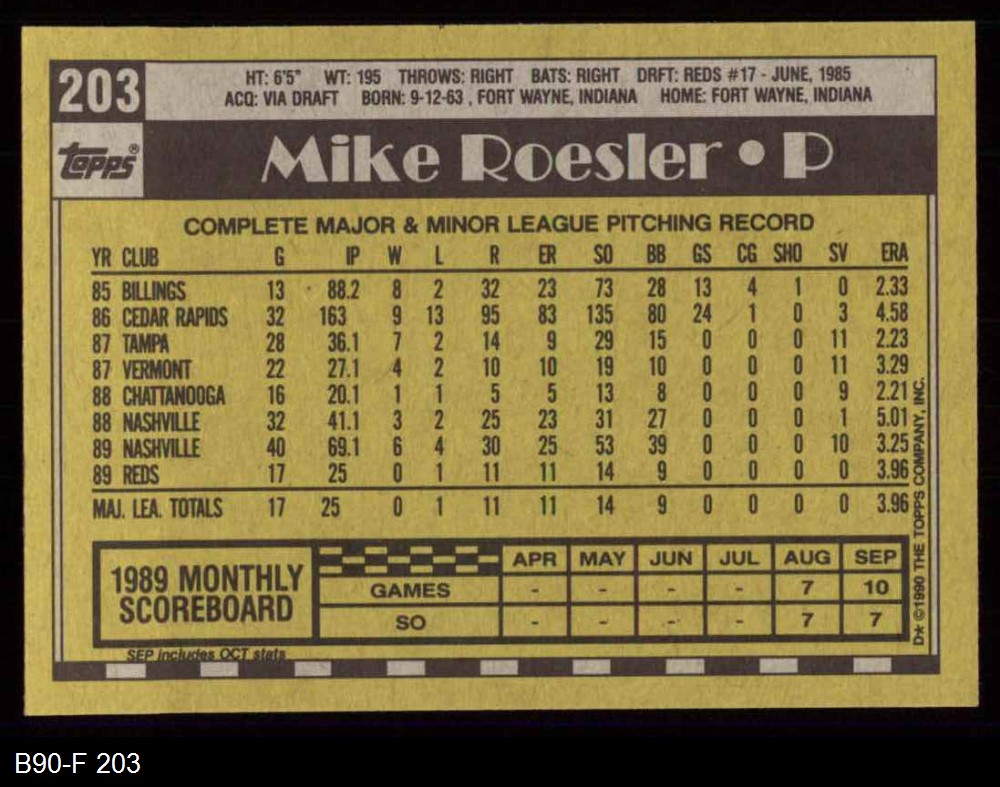 203
HT: 6'5" WT: 195 THROWS: RIGHT BATS: RIGHT DRFT: REDS #17 - JUNE, 1985
ACQ: VIA DRAFT BORN: 9-12-63 , FORT WAYNE, INDIANA HOME: FORT WAYNE, INDIANA
topps®
Mike Roesler • P
COMPLETE MAJOR & MINOR LEAGUE PITCHING RECORD
YR CLUB G IP W L R ER SO BB GS CG SHO SV ERA
85 BILLINGS 13 88.2 8 2 32 23 73 28 13 4 1 0 2.33
86 CEDAR RAPIDS 32 163 9 13 95 83 135 80 24 1 0 3 4.58
87 TAMPA 28 36.1 7 2 14 9 29 15 0 0 0 11 2.23
87 VERMONT 22 27.1 4 2 10 10 19 10 0 0 0 11 3.29
88 CHATTANOOGA 16 20.1 1 1 5 5 13 8 0 0 0 9 2.21
88 NASHVILLE 32 41.1 3 2 25 23 31 27 0 0 0 1 5.01
89 NASHVILLE 40 69.1 6 4 30 25 53 39 0 0 0 10 3.25
89 REDS 17 25 0 1 11 11 14 9 0 0 0 0 3.96
MAJ. LEA. TOTALS 17 25 0 1 11 11 14 9 0 0 0 0 3.96
1989 MONTHLY SCOREBOARD
APR MAY JUN JUL AUG SEP
GAMES - - - - 7 10
SO - - - - 7 7
SEP includes OCT stats
D* ©1990 THE TOPPS COMPANY, INC.
B90-F 203